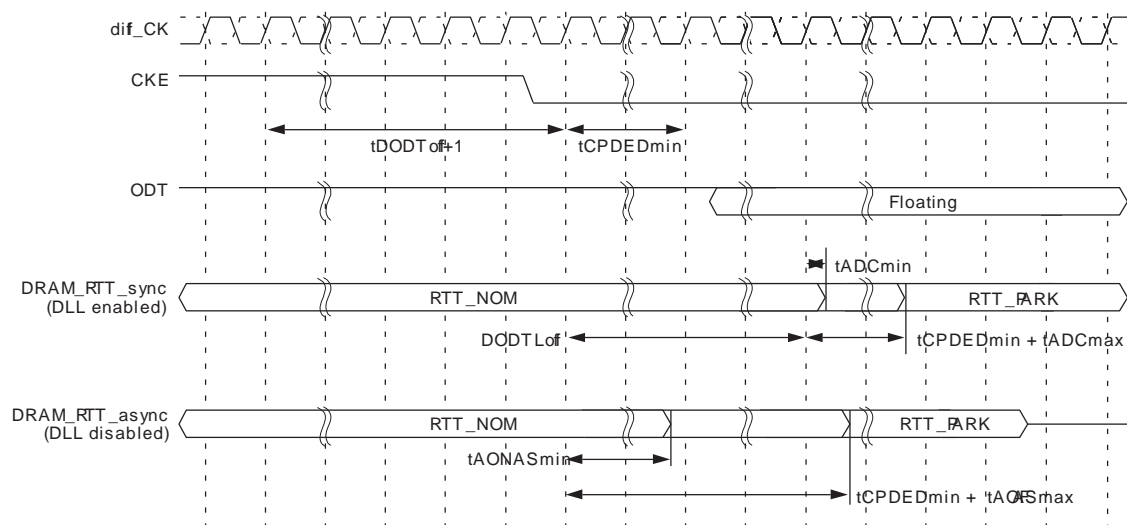 dif_CK
CKE
tDODToff+1
tCPDEDmin
ODT
Floating
tADCmin
DRAM_RTT_sync
(DLL enabled)
RTT_NOM
RTT_PARK
DODTLoff
tCPDEDmin + tADCmax
DRAM_RTT_async
(DLL disabled)
RTT_NOM
RTT_PARK
tAONASmin
tCPDEDmin + tAOFASmax